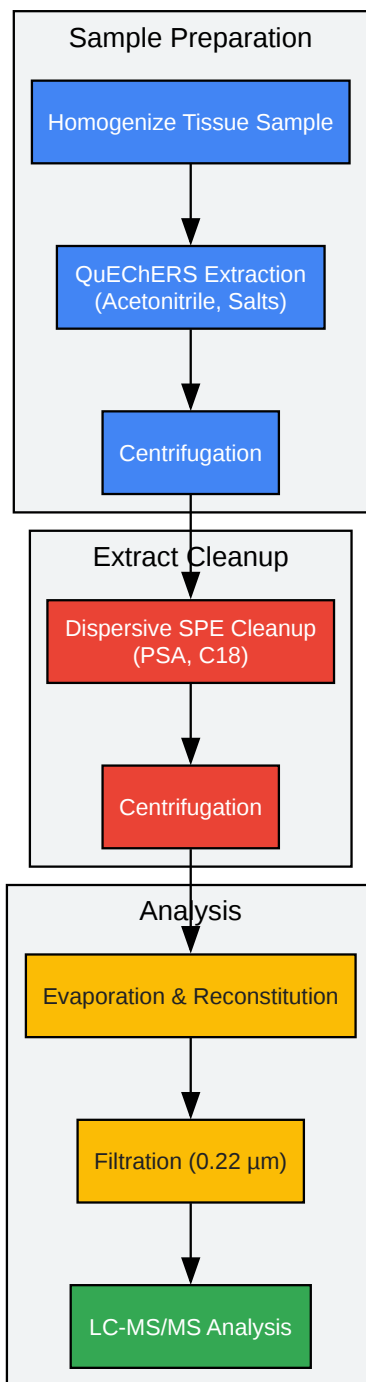 Sample Preparation
Homogenize Tissue Sample
QuEChERS Extraction
(Acetonitrile, Salts)
Centrifugation
Extract Cleanup
Dispersive SPE Cleanup
(PSA, C18)
Centrifugation
Analysis
Evaporation & Reconstitution
Filtration (0.22 µm)
LC-MS/MS Analysis